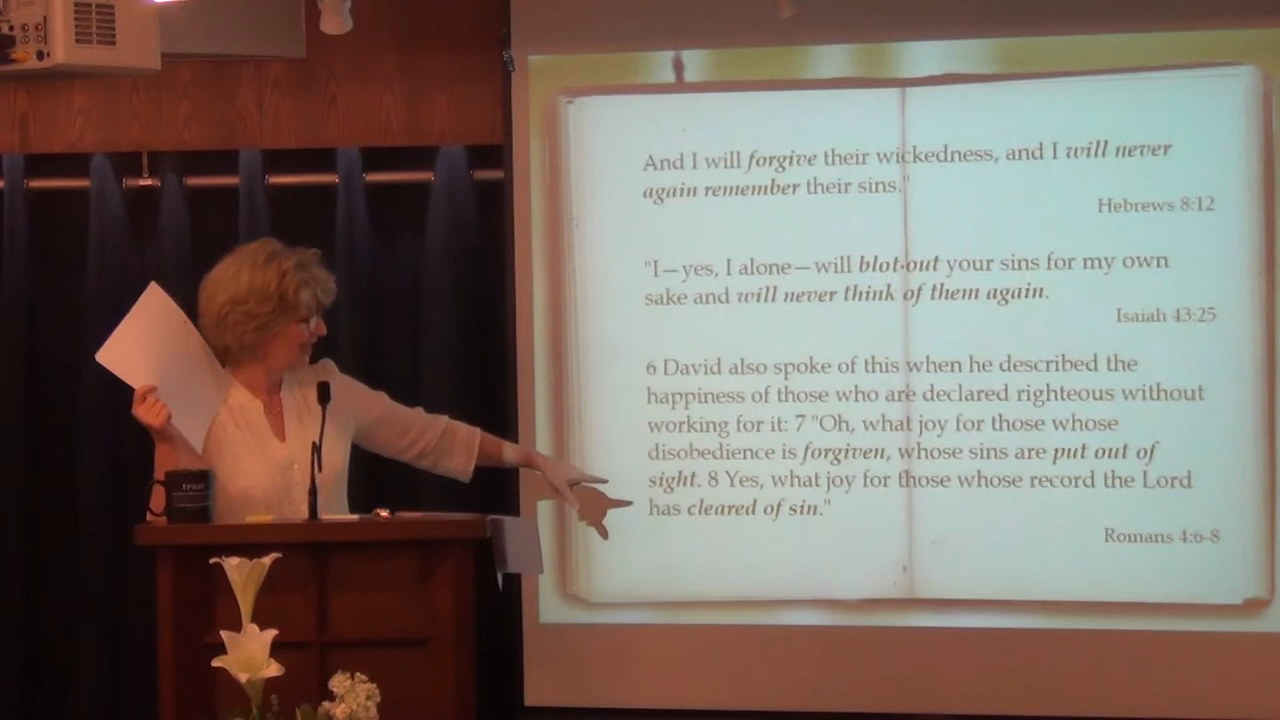 And I will forgive their wickedness, and I will never
again remember their sins."
Hebrews 8:12
"I—yes, I alone—will blot out your sins for my own
sake and will never think of them again.
Isaiah 43:25
6 David also spoke of this when he described the
happiness of those who are declared righteous without
working for it: 7 "Oh, what joy for those whose
disobedience is forgiven, whose sins are put out of
sight. 8 Yes, what joy for those whose record the Lord
has cleared of sin."
Romans 4:6-8
trust